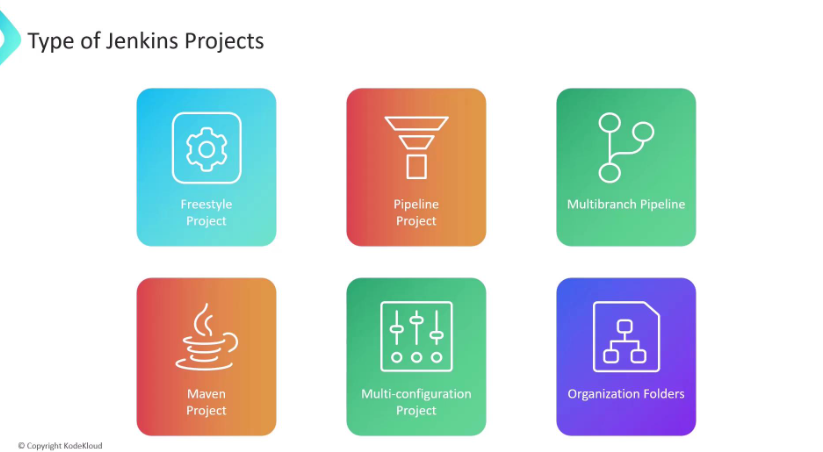 Type of Jenkins Projects
Freestyle
Project
Pipeline
Project
Multibranch Pipeline
Maven
Project
Multi-configuration
Project
Organization Folders
© Copyright KodeKloud